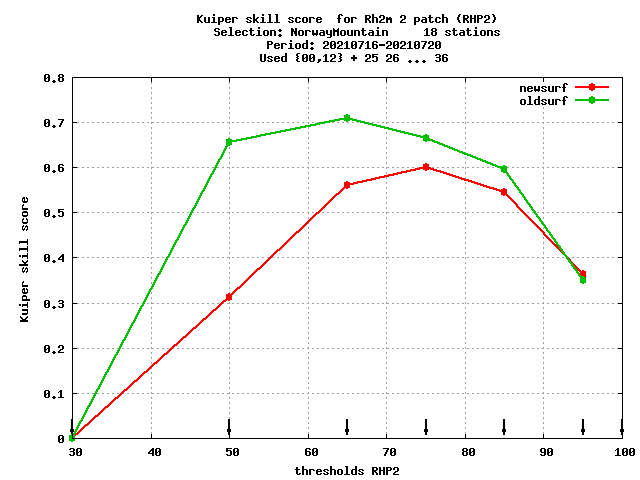 Kuiper skill score  for Rh2m 2 patch (RHP2)
Selection: NorwayMountain     18 stations
Period: 20210716-20210720
Used {00,12} + 25 26 ... 36
newsurf
oldsurf
0.8
0.7
0.6
0.5
0.4
0.3
0.2
0.1
0
Kuiper skill score
30 40 50 60 70 80 90 100
thresholds RHP2